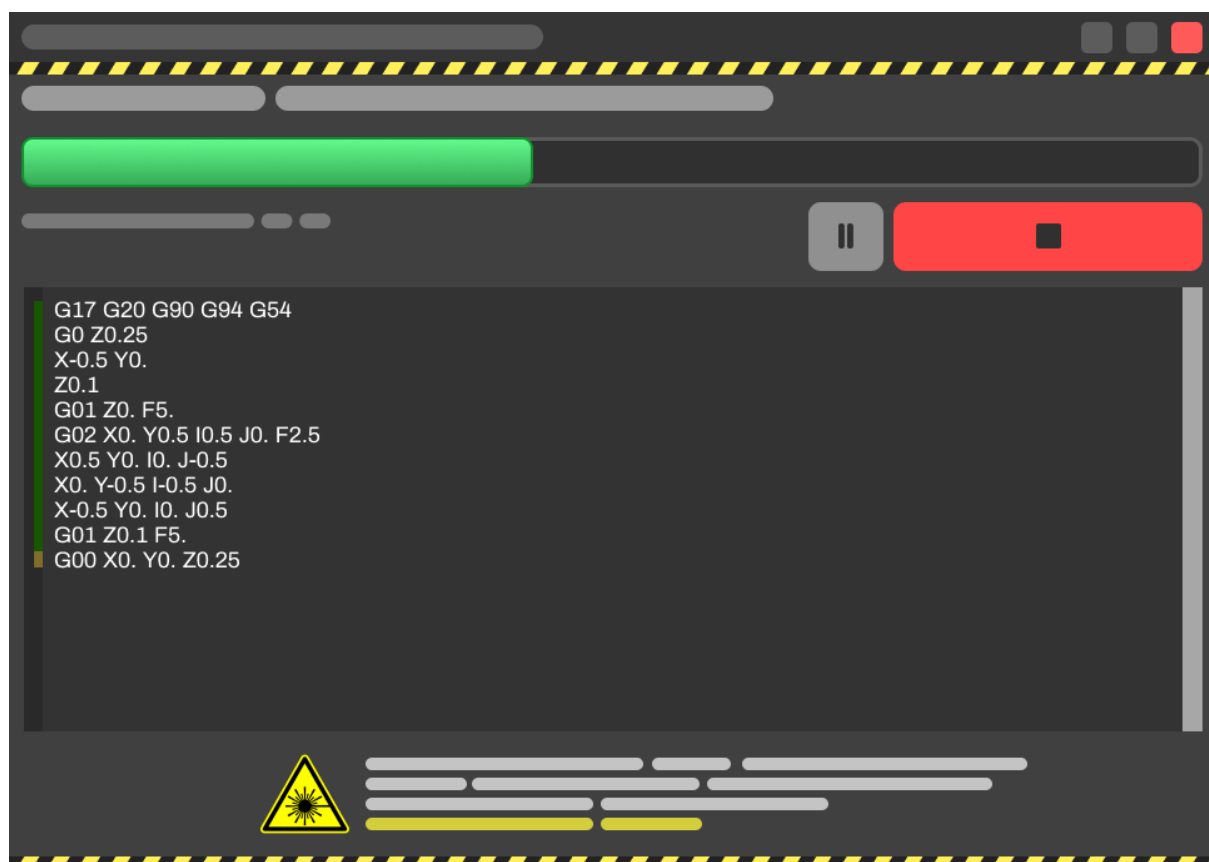 G17 G20 G90 G94 G54
G0 Z0.25
X-0.5 Y0.
Z0.1
G01 Z0. F5.
G02 X0. Y0.5 I0.5 J0. F2.5
X0.5 Y0. I0. J-0.5
X0. Y-0.5 I-0.5 J0.
X-0.5 Y0. I0. J0.5
G01 Z0.1 F5.
G00 X0. Y0. Z0.25